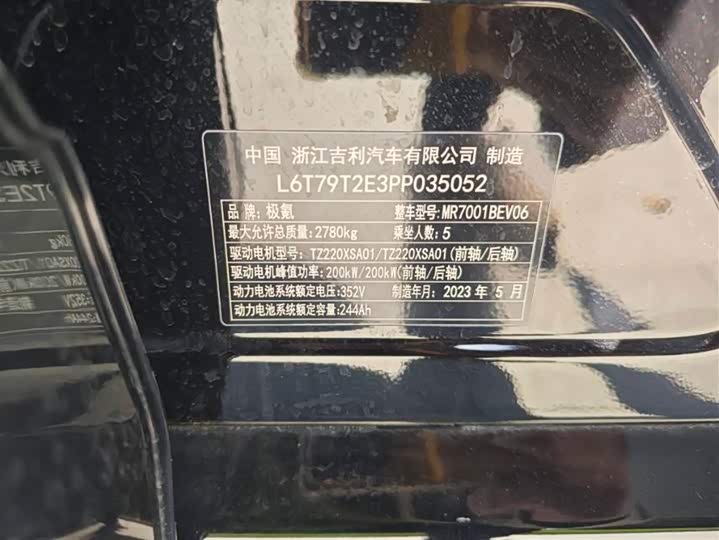 中国 浙江吉利汽车有限公司 制造
L6T79T2E3PP035052
品 牌:极氪 整车型号:MR7001BEV06
最大允许总质量:2780kg 乘坐人数:5
驱动电机型号:TZ220XSA01/TZ220XSA01(前轴/后轴)
驱动电机峰值功率:200kW/200kW(前轴/后轴)
动力电池系统额定电压:352V 制造年月:2023 年 5 月
动力电池系统额定容量:244Ah